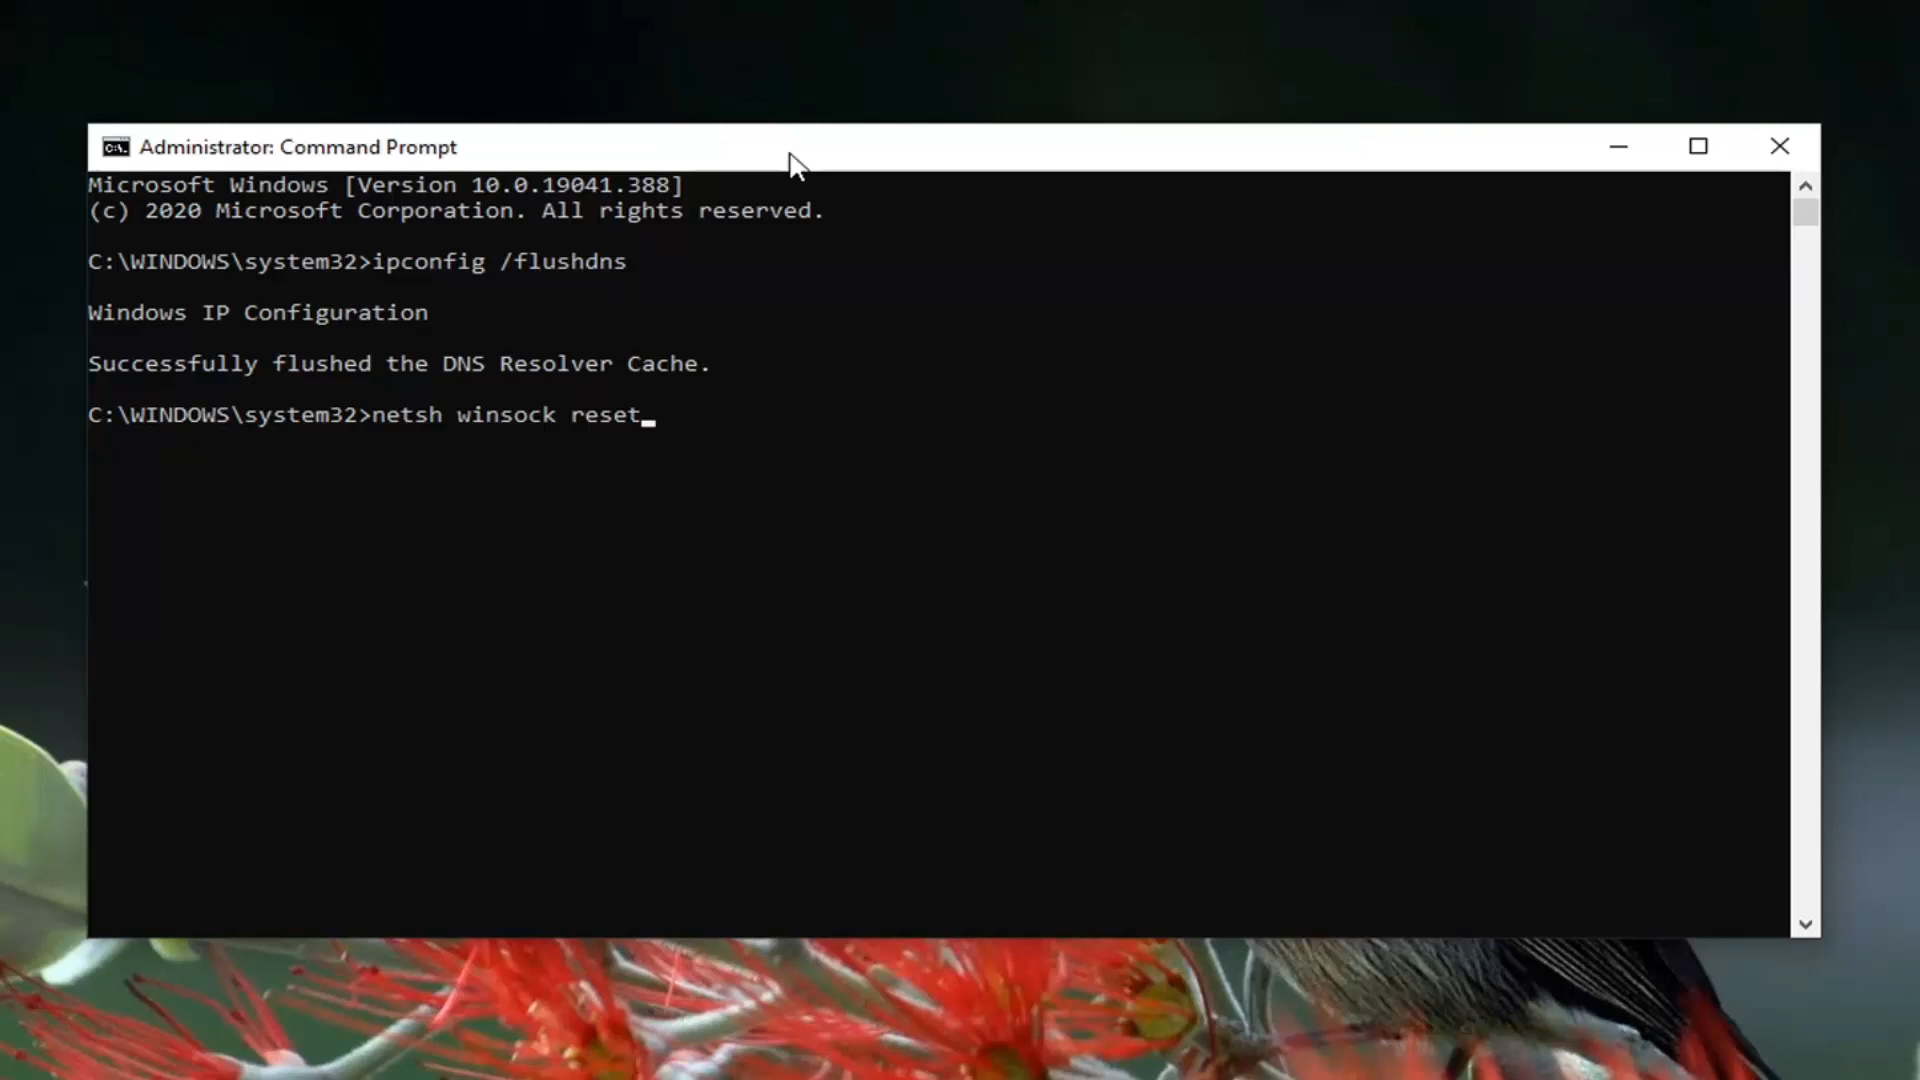 Administrator: Command Prompt
Microsoft Windows [Version 10.0.19041.388]
(c) 2020 Microsoft Corporation. All rights reserved.
C:\WINDOWS\system32>ipconfig /flushdns
Windows IP Configuration
Successfully flushed the DNS Resolver Cache.
C:\WINDOWS\system32>netsh winsock reset